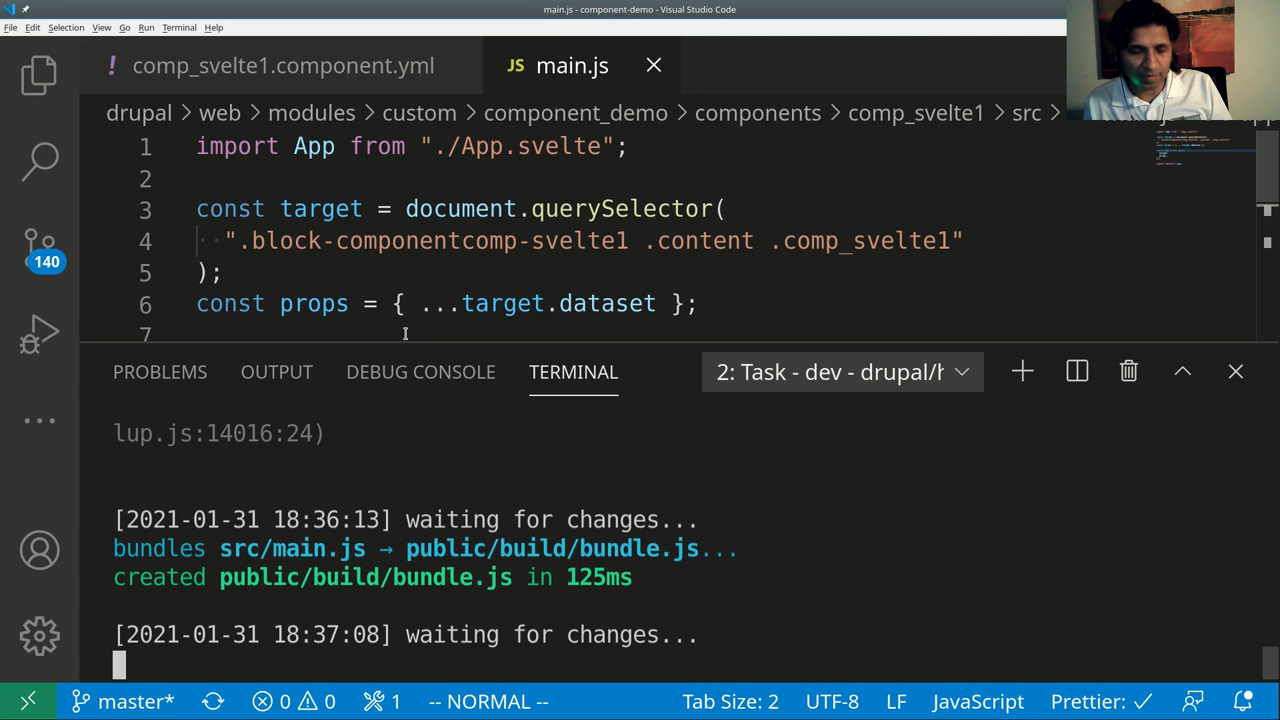 main.js - component-demo - Visual Studio Code
File Edit Selection View Go Run Terminal Help
! comp_svelte1.component.yml JS main.js
drupal > web > modules > custom > component_demo > components > comp_svelte1 > src >
1 import App from "./App.svelte";
2
3 const target = document.querySelector(
4 ".block-componentcomp-svelte1 .content .comp_svelte1"
5 );
6 const props = { ...target.dataset };
7
140
PROBLEMS OUTPUT DEBUG CONSOLE TERMINAL 2: Task - dev - drupal/
lup.js:14016:24)
[2021-01-31 18:36:13] waiting for changes...
bundles src/main.js → public/build/bundle.js...
created public/build/bundle.js in 125ms
[2021-01-31 18:37:08] waiting for changes...
master* 0 0 1 -- NORMAL -- Tab Size: 2 UTF-8 LF JavaScript Prettier: ✓